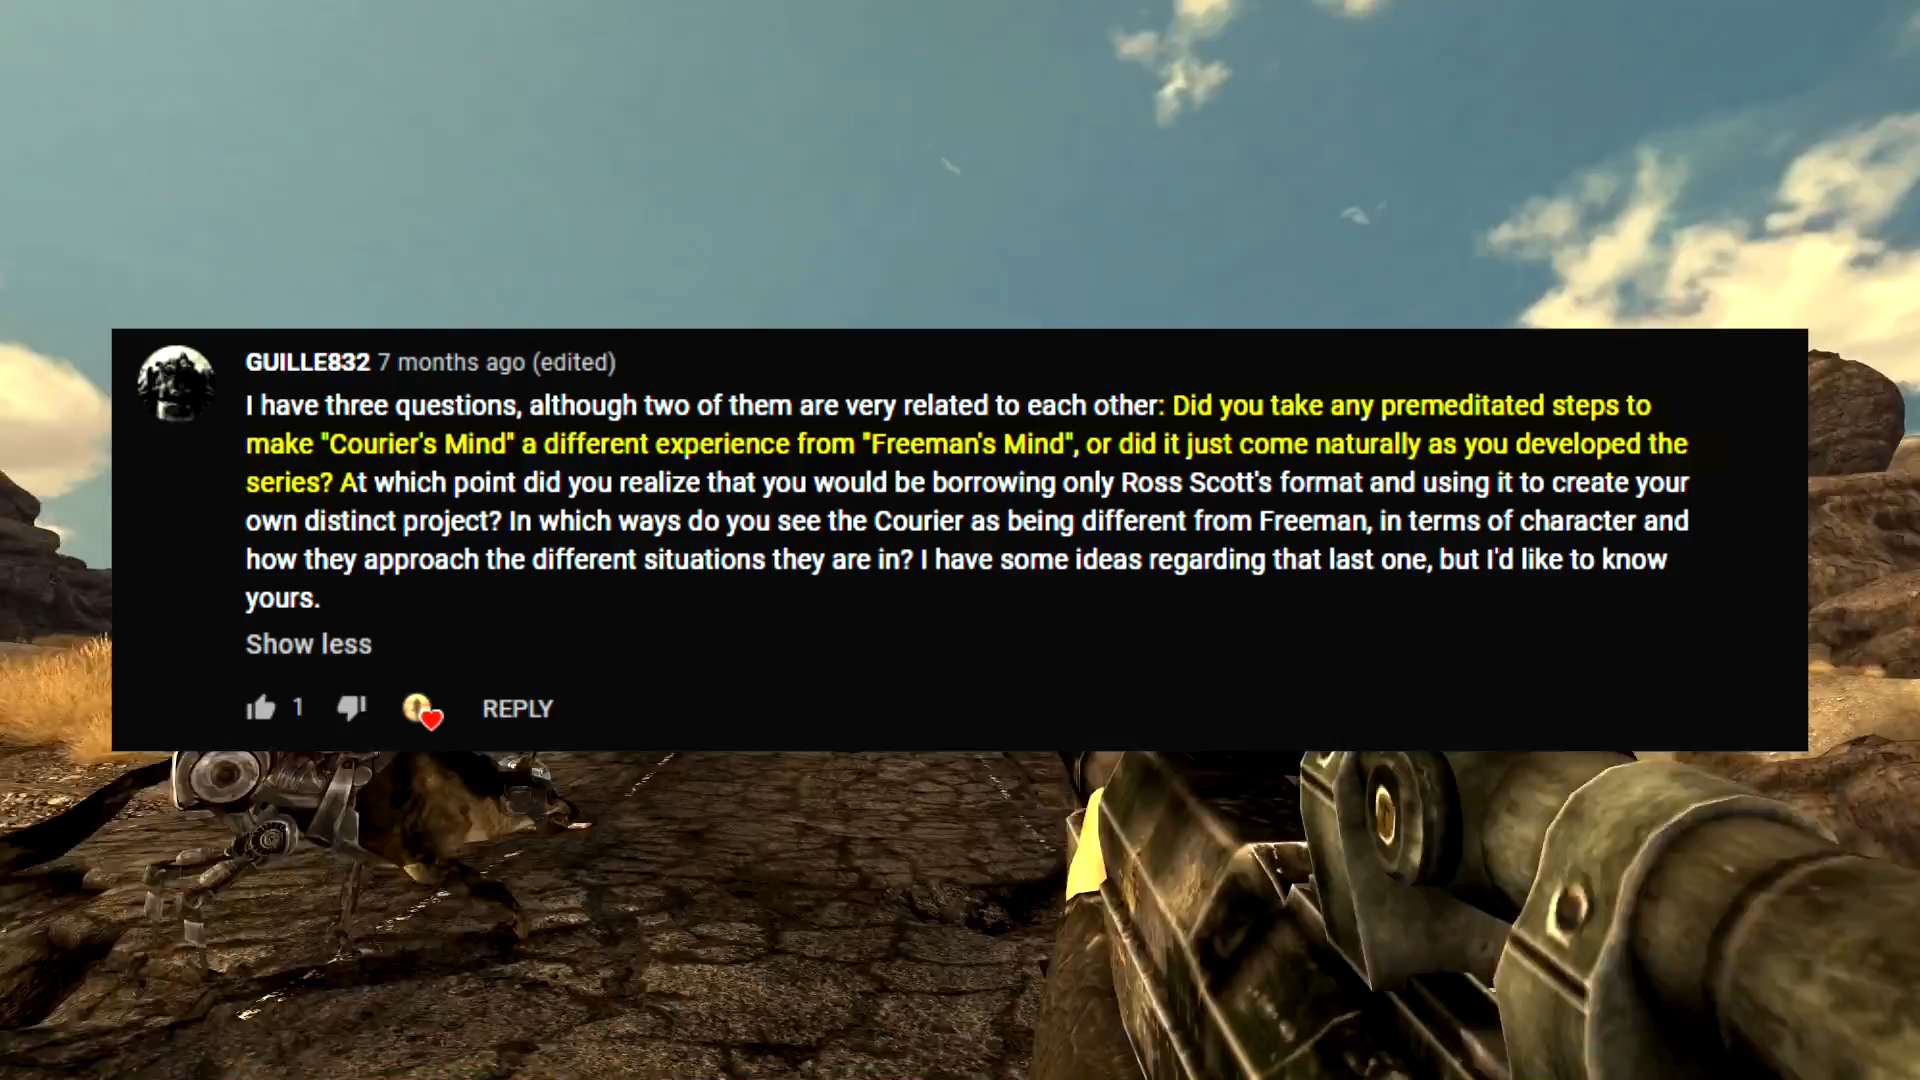 GUILLE832 7 months ago (edited)
I have three questions, although two of them are very related to each other: Did you take any premeditated steps to
make "Courier's Mind" a different experience from "Freeman's Mind", or did it just come naturally as you developed the
series? At which point did you realize that you would be borrowing only Ross Scott's format and using it to create your
own distinct project? In which ways do you see the Courier as being different from Freeman, in terms of character and
how they approach the different situations they are in? I have some ideas regarding that last one, but I'd like to know
yours.
Show less
1 REPLY